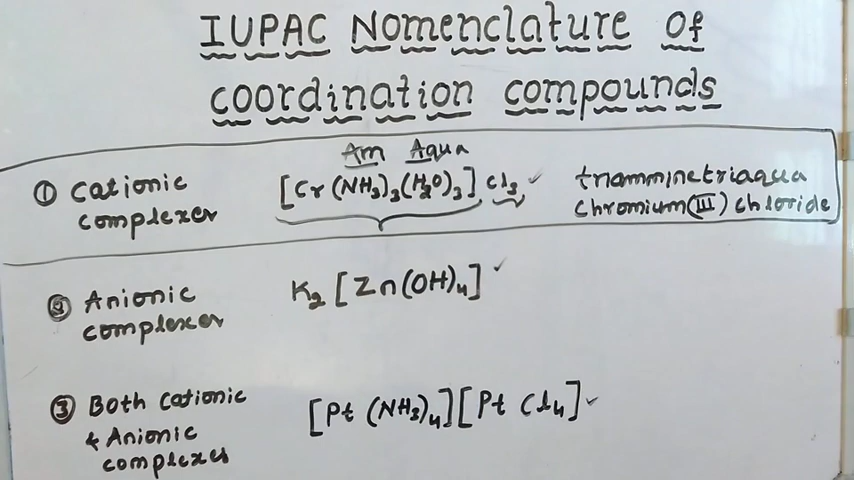 IUPAC Nomenclature of
coordination compounds
Am Aqua
① Cationic complexes [Cr(NH₃)₃(H₂O)₃] Cl₃ ✓ triamminetriaqua
chromium(III) chloride
② Anionic complexes K₂[Zn(OH)₄] ✓
③ Both Cationic & Anionic complexes [Pt(NH₃)₄][PtCl₄] ✓